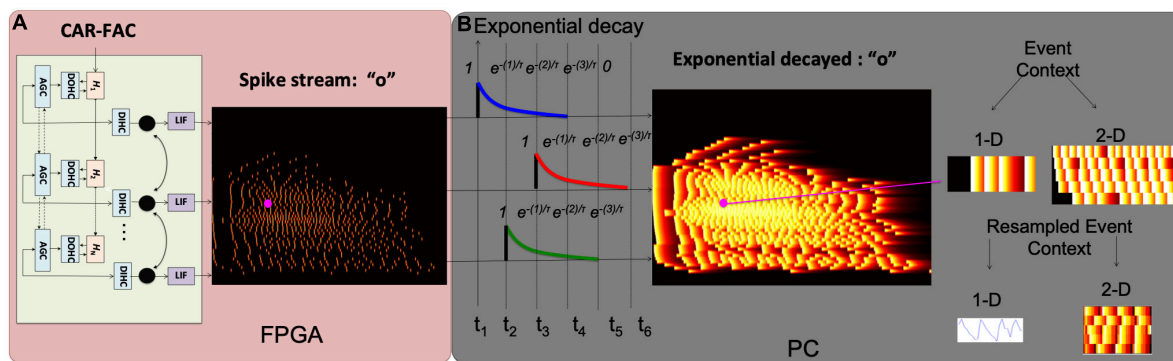 A
CAR-FAC
AGC
DOHC
H1
DIHC
LIF
AGC
DOHC
H2
DIHC
LIF
...
AGC
DOHC
HN
DIHC
LIF
Spike stream: “o”
FPGA
B
Exponential decay
1 e-(1)/τ e-(2)/τ e-(3)/τ 0
1 e-(1)/τ e-(2)/τ e-(3)/τ
1 e-(1)/τ e-(2)/τ e-(3)/τ
t1 t2 t3 t4 t5 t6
Exponential decayed : “o”
PC
Event
Context
1-D 2-D
Resampled Event
Context
1-D 2-D